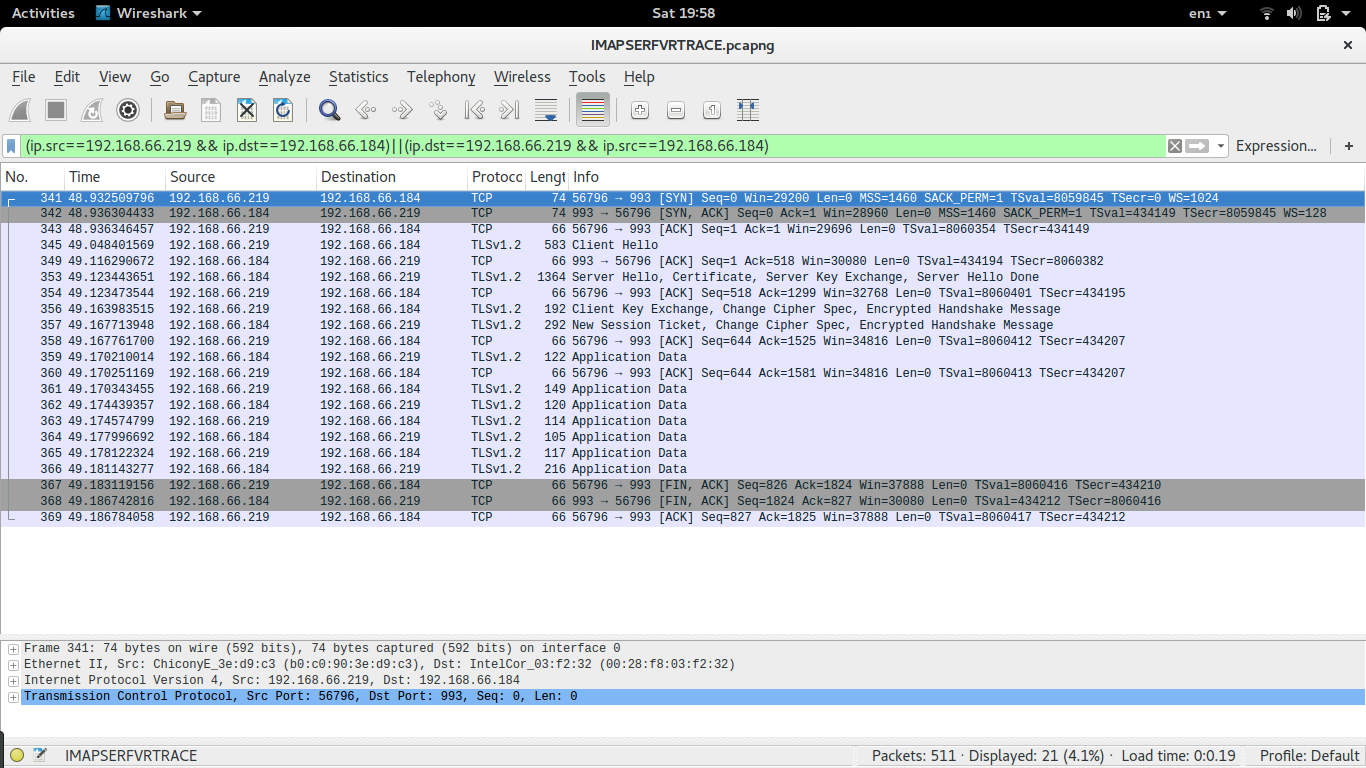 Activities Wireshark Sat 19:58 en1
IMAPSERFVRTRACE.pcapng ×
File Edit View Go Capture Analyze Statistics Telephony Wireless Tools Help
(ip.src==192.168.66.219 && ip.dst==192.168.66.184)||(ip.dst==192.168.66.219 && ip.src==192.168.66.184) Expression... +
No. Time Source Destination Protocc Lengt Info
341 48.932509796 192.168.66.219 192.168.66.184 TCP 74 56796 → 993 [SYN] Seq=0 Win=29200 Len=0 MSS=1460 SACK_PERM=1 TSval=8059845 TSecr=0 WS=1024
342 48.936304433 192.168.66.184 192.168.66.219 TCP 74 993 → 56796 [SYN, ACK] Seq=0 Ack=1 Win=28960 Len=0 MSS=1460 SACK_PERM=1 TSval=434149 TSecr=8059845 WS=128
343 48.936346457 192.168.66.219 192.168.66.184 TCP 66 56796 → 993 [ACK] Seq=1 Ack=1 Win=29696 Len=0 TSval=8060354 TSecr=434149
345 49.048401569 192.168.66.219 192.168.66.184 TLSv1.2 583 Client Hello
349 49.116290672 192.168.66.184 192.168.66.219 TCP 66 993 → 56796 [ACK] Seq=1 Ack=518 Win=30080 Len=0 TSval=434194 TSecr=8060382
353 49.123443651 192.168.66.184 192.168.66.219 TLSv1.2 1364 Server Hello, Certificate, Server Key Exchange, Server Hello Done
354 49.123473544 192.168.66.219 192.168.66.184 TCP 66 56796 → 993 [ACK] Seq=518 Ack=1299 Win=32768 Len=0 TSval=8060401 TSecr=434195
356 49.163983515 192.168.66.219 192.168.66.184 TLSv1.2 192 Client Key Exchange, Change Cipher Spec, Encrypted Handshake Message
357 49.167713948 192.168.66.184 192.168.66.219 TLSv1.2 292 New Session Ticket, Change Cipher Spec, Encrypted Handshake Message
358 49.167761700 192.168.66.219 192.168.66.184 TCP 66 56796 → 993 [ACK] Seq=644 Ack=1525 Win=34816 Len=0 TSval=8060412 TSecr=434207
359 49.170210014 192.168.66.184 192.168.66.219 TLSv1.2 122 Application Data
360 49.170251169 192.168.66.219 192.168.66.184 TCP 66 56796 → 993 [ACK] Seq=644 Ack=1581 Win=34816 Len=0 TSval=8060413 TSecr=434207
361 49.170343455 192.168.66.219 192.168.66.184 TLSv1.2 149 Application Data
362 49.174439357 192.168.66.184 192.168.66.219 TLSv1.2 120 Application Data
363 49.174574799 192.168.66.219 192.168.66.184 TLSv1.2 114 Application Data
364 49.177996692 192.168.66.184 192.168.66.219 TLSv1.2 105 Application Data
365 49.178122324 192.168.66.219 192.168.66.184 TLSv1.2 117 Application Data
366 49.181143277 192.168.66.184 192.168.66.219 TLSv1.2 216 Application Data
367 49.183119156 192.168.66.219 192.168.66.184 TCP 66 56796 → 993 [FIN, ACK] Seq=826 Ack=1824 Win=37888 Len=0 TSval=8060416 TSecr=434210
368 49.186742816 192.168.66.184 192.168.66.219 TCP 66 993 → 56796 [FIN, ACK] Seq=1824 Ack=827 Win=30080 Len=0 TSval=434212 TSecr=8060416
369 49.186784058 192.168.66.219 192.168.66.184 TCP 66 56796 → 993 [ACK] Seq=827 Ack=1825 Win=37888 Len=0 TSval=8060417 TSecr=434212
Frame 341: 74 bytes on wire (592 bits), 74 bytes captured (592 bits) on interface 0
Ethernet II, Src: ChiconyE_3e:d9:c3 (b0:c0:90:3e:d9:c3), Dst: IntelCor_03:f2:32 (00:28:f8:03:f2:32)
Internet Protocol Version 4, Src: 192.168.66.219, Dst: 192.168.66.184
Transmission Control Protocol, Src Port: 56796, Dst Port: 993, Seq: 0, Len: 0
IMAPSERFVRTRACE Packets: 511 · Displayed: 21 (4.1%) · Load time: 0:0.19 Profile: Default